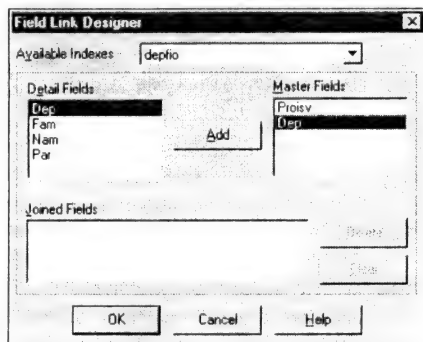 Field Link Designer
Available Indexes depfio
Detail Fields
Dep
Fam
Nam
Par
Add
Master Fields
Proisv
Dep
Joined Fields
Delete
Clear
OK Cancel Help